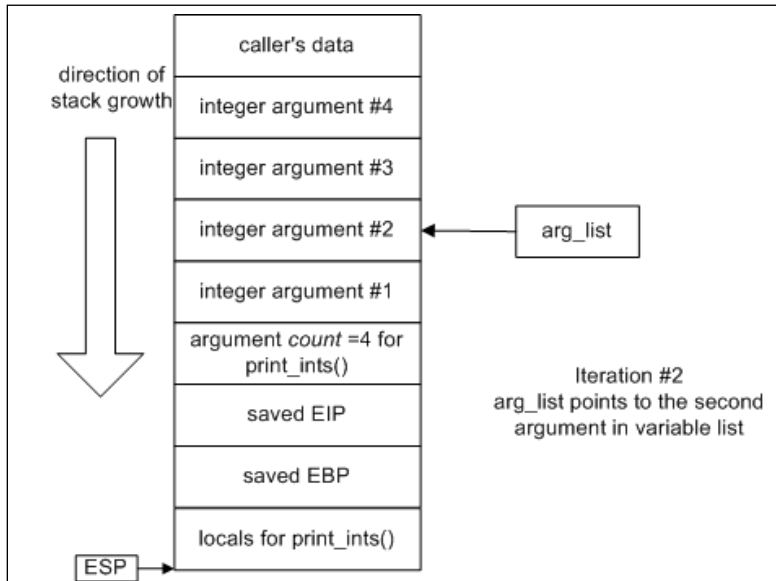 caller's data
direction of
stack growth
integer argument #4
integer argument #3
integer argument #2
arg_list
integer argument #1
argument count =4 for
print_ints()
Iteration #2
arg_list points to the second
argument in variable list
saved EIP
saved EBP
locals for print_ints()
ESP